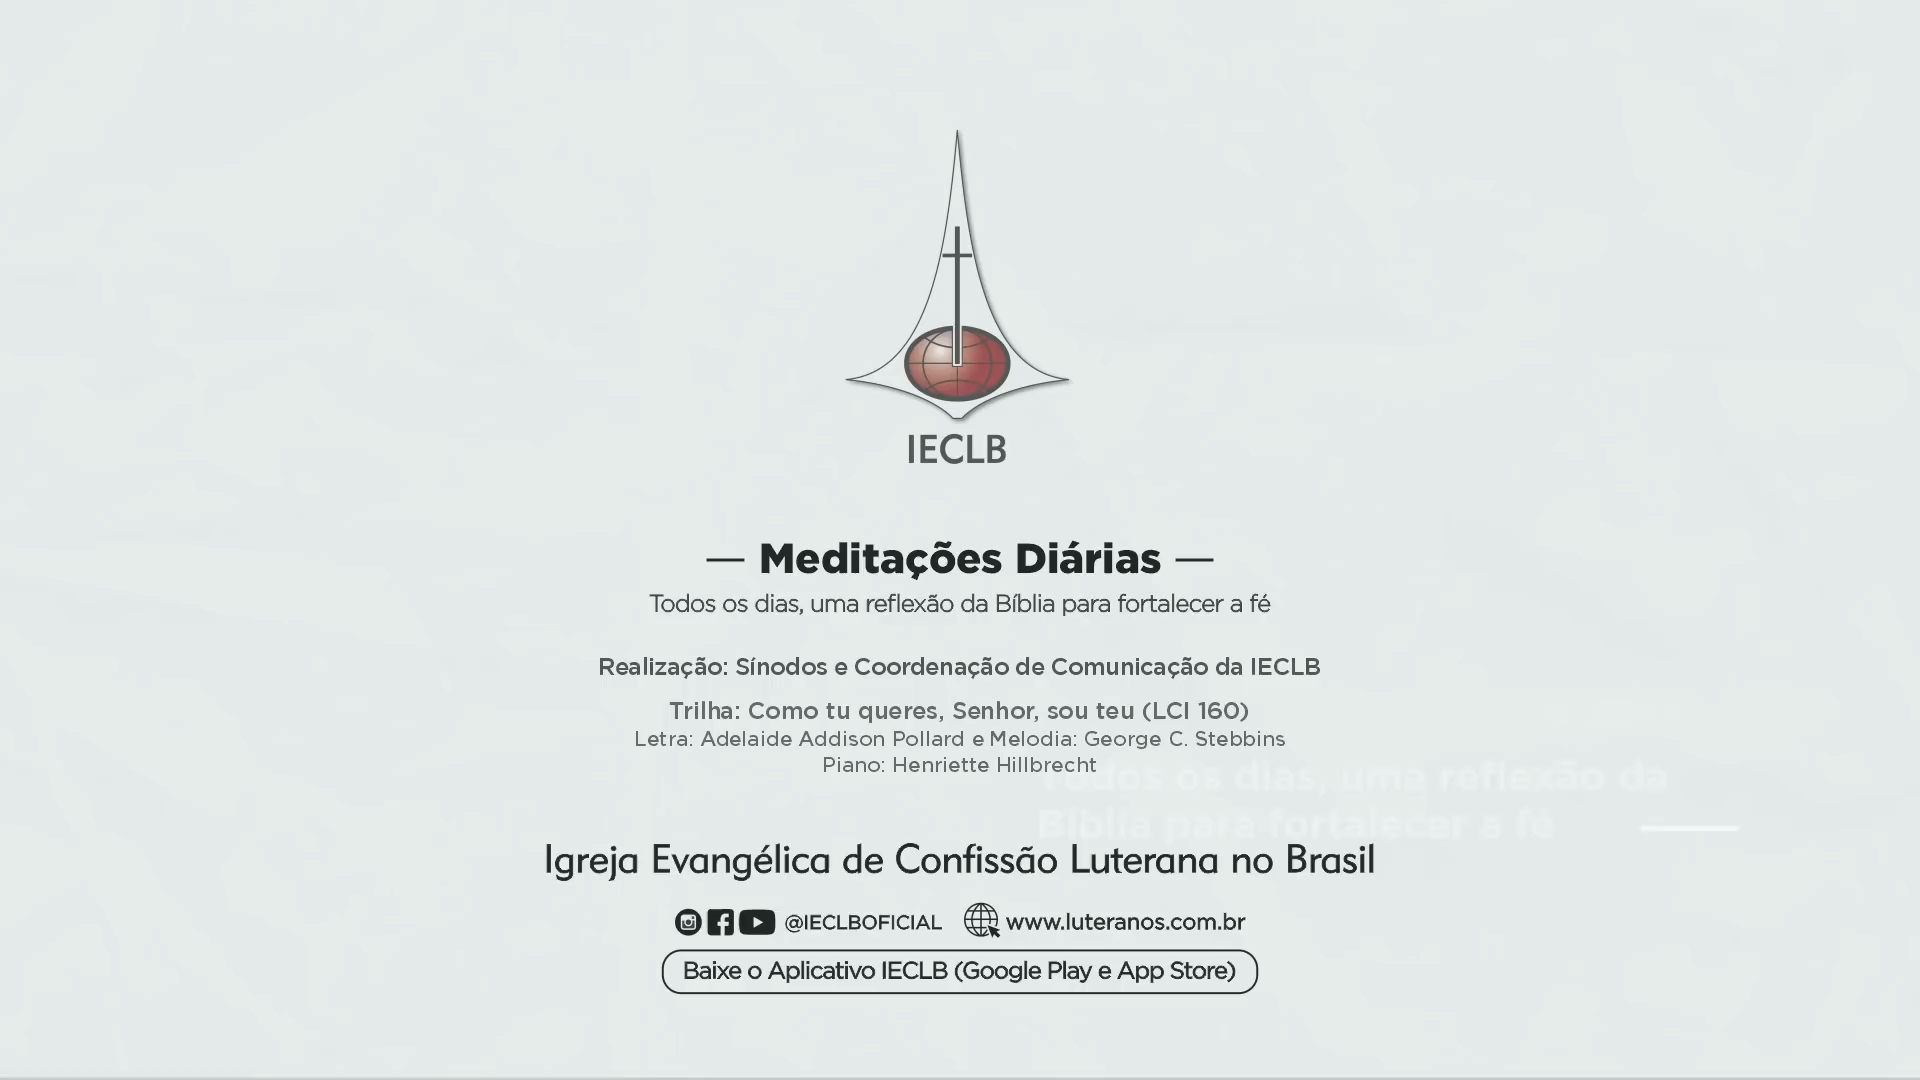 IECLB
— Meditações Diárias —
Todos os dias, uma reflexão da Bíblia para fortalecer a fé
Realização: Sínodos e Coordenação de Comunicação da IECLB
Trilha: Como tu queres, Senhor, sou teu (LCI 160)
Letra: Adelaide Addison Pollard e Melodia: George C. Stebbins
Piano: Henriette Hillbrecht
Todos os dias, uma reflexão da
Bíblia para fortalecer a fé
Igreja Evangélica de Confissão Luterana no Brasil
@IECLBOFICIAL www.luteranos.com.br
Baixe o Aplicativo IECLB (Google Play e App Store)